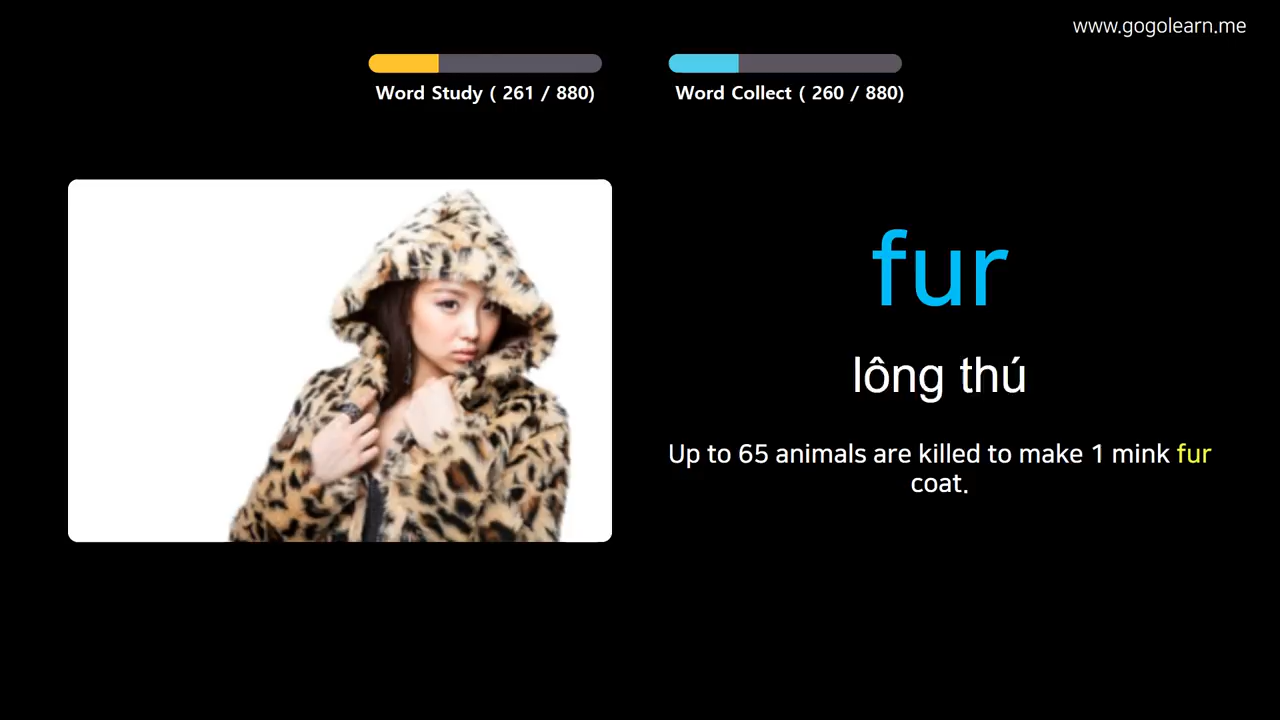 www.gogolearn.me
Word Study ( 261 / 880)
Word Collect ( 260 / 880)
fur
lông thú
Up to 65 animals are killed to make 1 mink fur
coat.